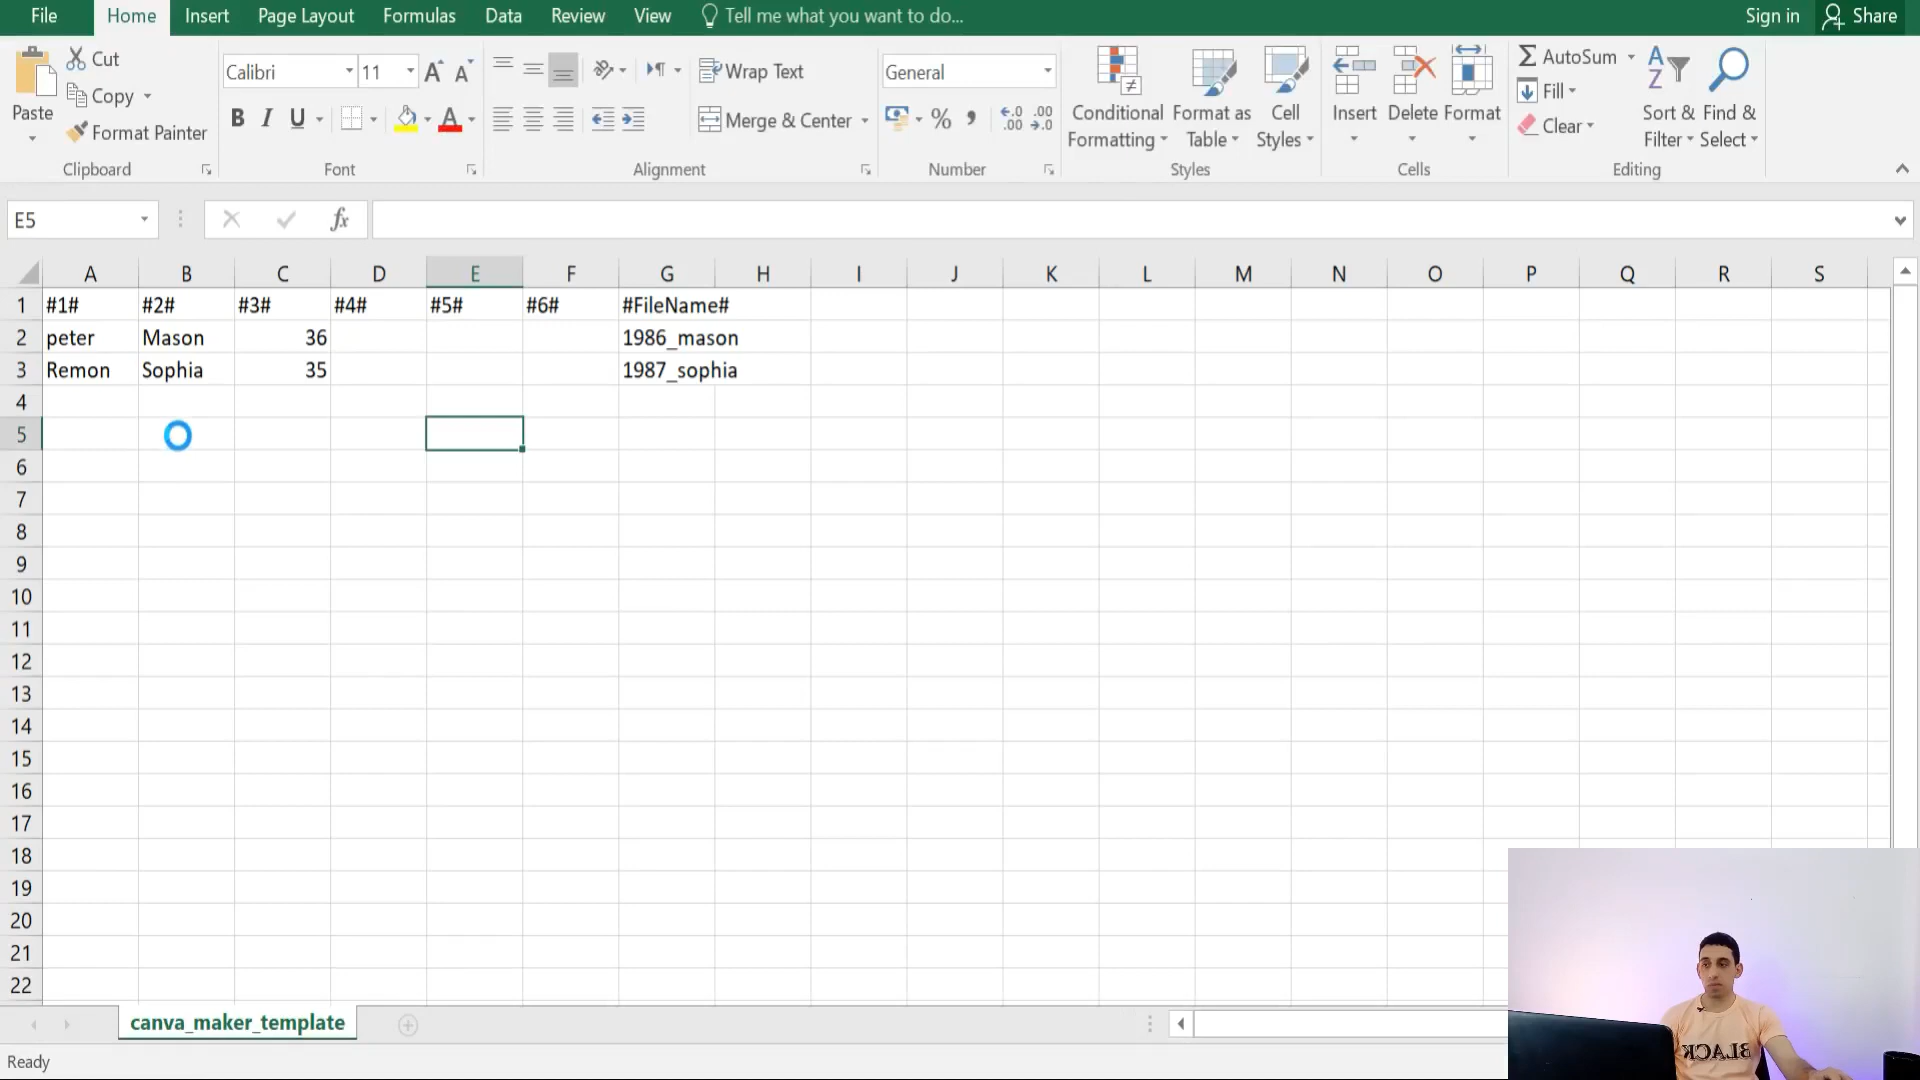 File Home Insert Page Layout Formulas Data Review View Tell me what you want to do... Sign in Share
Paste Cut Copy Format Painter Clipboard
Calibri 11 B I U A Font
Wrap Text Merge & Center Alignment
General % Number
Conditional Formatting Format as Table Cell Styles Styles
Insert Delete Format Cells
AutoSum Fill Clear Sort & Filter Find & Select Editing
E5 fx
A B C D E F G H I J K L M N O P Q R S
1 #1# #2# #3# #4# #5# #6# #FileName#
2 peter Mason 36 1986_mason
3 Remon Sophia 35 1987_sophia
4
5
6
7
8
9
10
11
12
13
14
15
16
17
18
19
20
21
22
BLACK
canva_maker_template
Ready